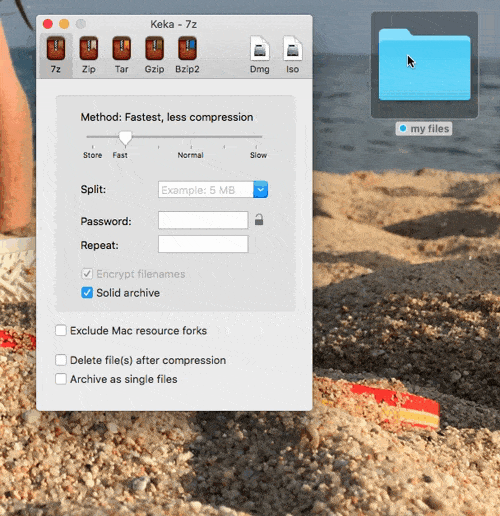 Keka - 7z
7z Zip Tar Gzip Bzip2 Dmg Iso
my files
Method: Fastest, less compression
Store Fast Normal Slow
Split: Example: 5 MB
Password:
Repeat:
Encrypt filenames
Solid archive
Exclude Mac resource forks
Delete file(s) after compression
Archive as single files